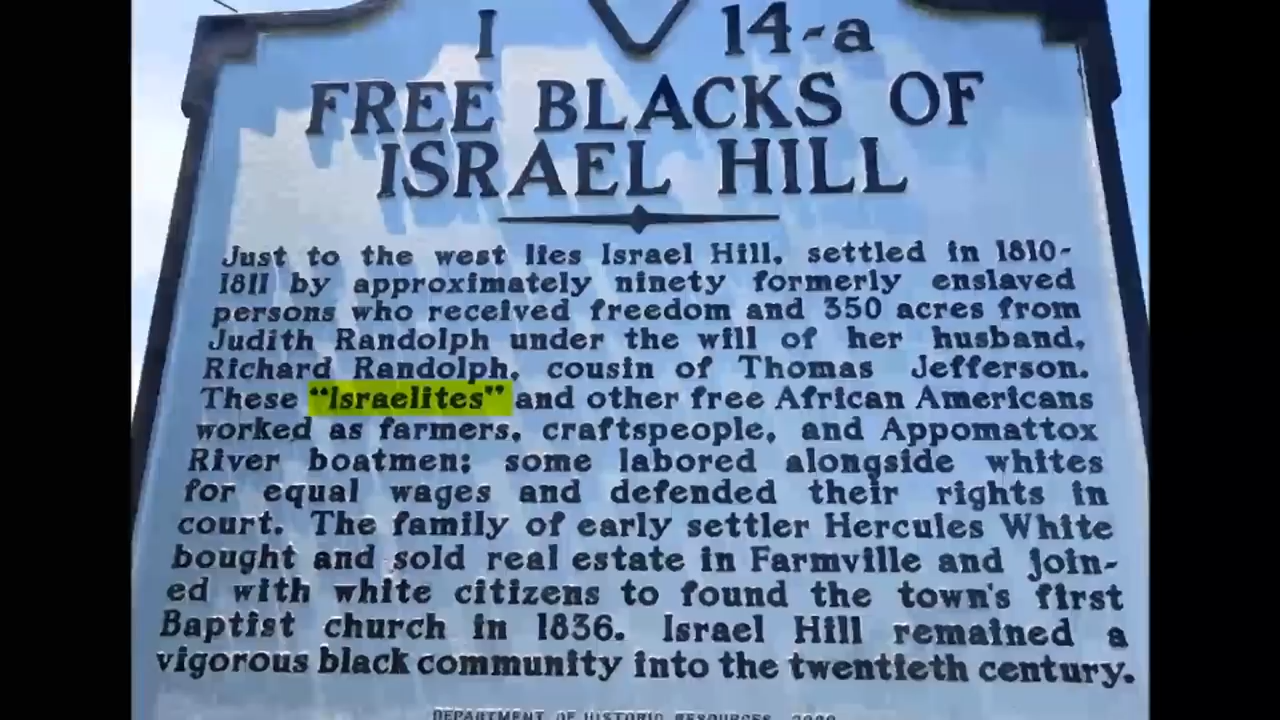 I 14-a
FREE BLACKS OF
ISRAEL HILL
Just to the west lies Israel Hill, settled in 1810-
1811 by approximately ninety formerly enslaved
persons who received freedom and 350 acres from
Judith Randolph under the will of her husband,
Richard Randolph, cousin of Thomas Jefferson.
These “Israelites” and other free African Americans
worked as farmers, craftspeople, and Appomattox
River boatmen; some labored alongside whites
for equal wages and defended their rights in
court. The family of early settler Hercules White
bought and sold real estate in Farmville and join-
ed with white citizens to found the town's first
Baptist church in 1836. Israel Hill remained a
vigorous black community into the twentieth century.
DEPARTMENT OF HISTORIC RESOURCES,